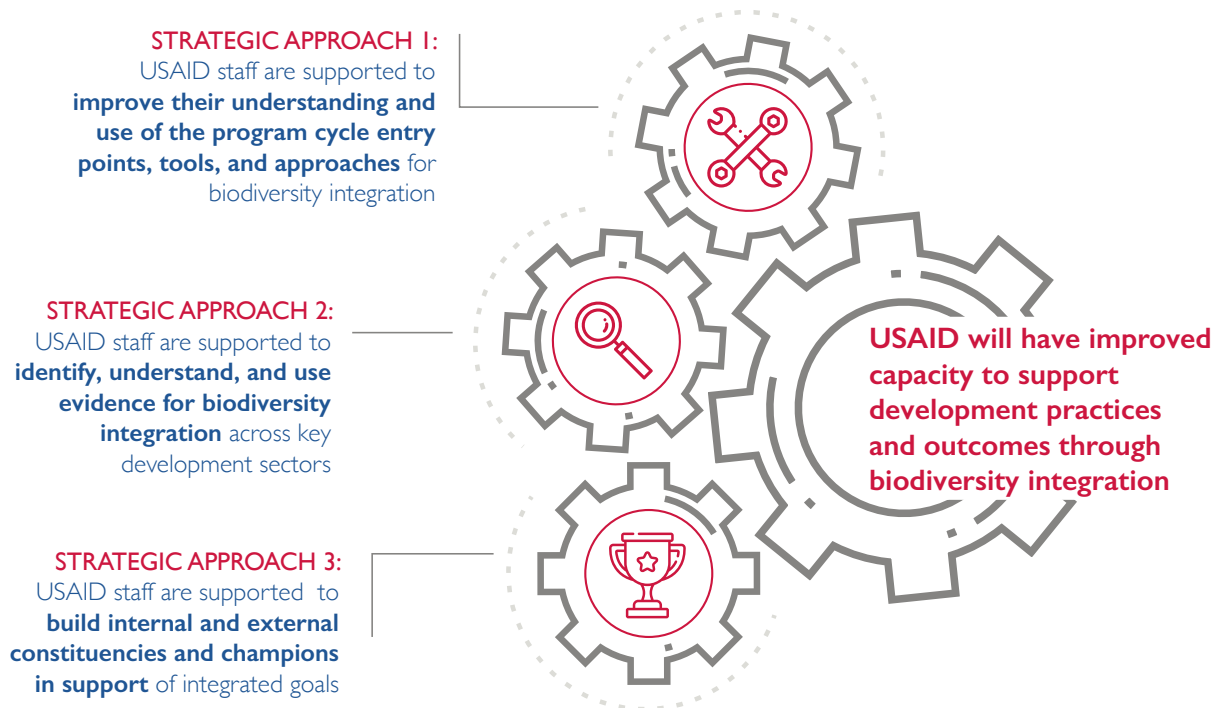 STRATEGIC APPROACH 1:
USAID staff are supported to
improve their understanding and
use of the program cycle entry
points, tools, and approaches for
biodiversity integration
STRATEGIC APPROACH 2:
USAID staff are supported to
identify, understand, and use
evidence for biodiversity
integration across key
development sectors
STRATEGIC APPROACH 3:
USAID staff are supported to
build internal and external
constituencies and champions
in support of integrated goals
USAID will have improved
capacity to support
development practices
and outcomes through
biodiversity integration